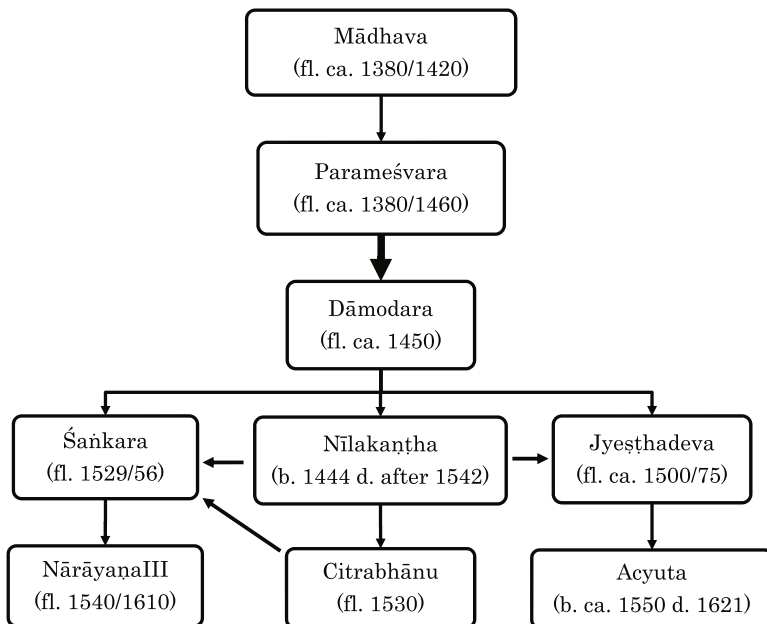 Mādhava
(fl. ca. 1380/1420)
Parameśvara
(fl. ca. 1380/1460)
Dāmodara
(fl. ca. 1450)
Śaṅkara
(fl. 1529/56)
Nīlakaṇṭha
(b. 1444 d. after 1542)
Jyeṣṭhadeva
(fl. ca. 1500/75)
NārāyaṇaIII
(fl. 1540/1610)
Citrabhānu
(fl. 1530)
Acyuta
(b. ca. 1550 d. 1621)